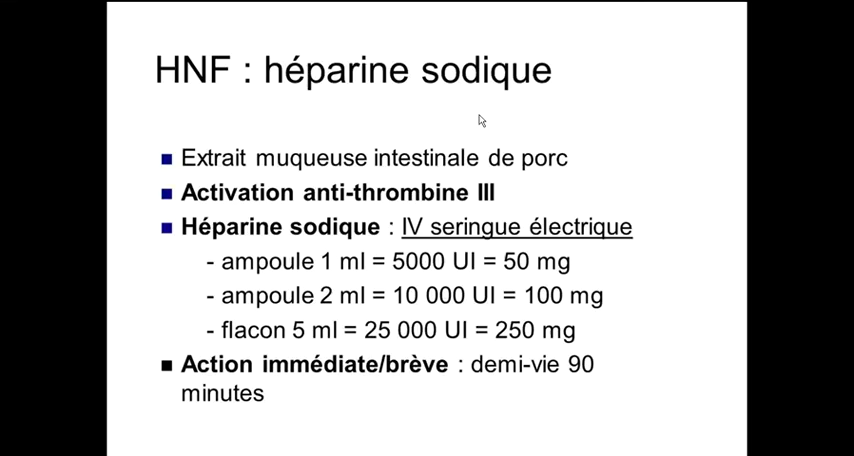 HNF : héparine sodique
Extrait muqueuse intestinale de porc
Activation anti-thrombine III
Héparine sodique : IV seringue électrique
- ampoule 1 ml = 5000 UI = 50 mg
- ampoule 2 ml = 10 000 UI = 100 mg
- flacon 5 ml = 25 000 UI = 250 mg
Action immédiate/brève : demi-vie 90
minutes